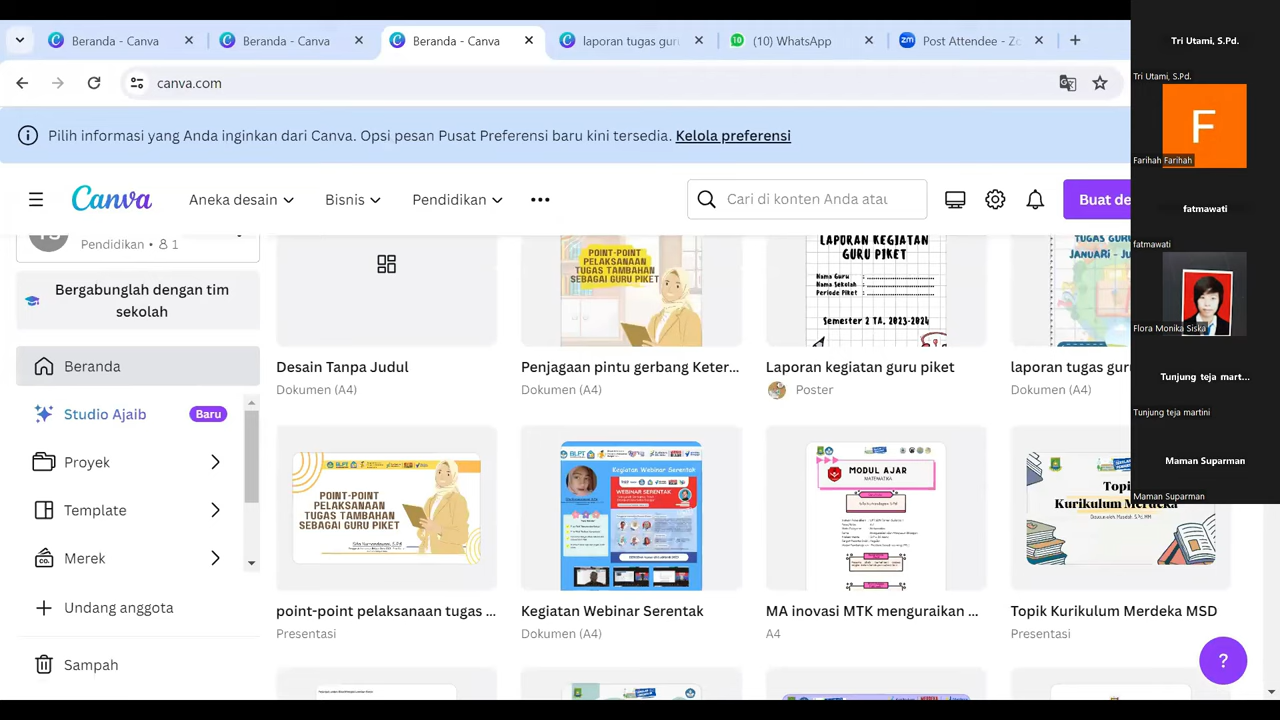 Beranda - Canva
Beranda - Canva
Beranda - Canva
laporan tugas gur
(10) WhatsApp
Post Attendee - Zo
canva.com
Pilih informasi yang Anda inginkan dari Canva. Opsi pesan Pusat Preferensi baru kini tersedia. Kelola preferensi
Canva
Aneka desain
Bisnis
Pendidikan
Cari di konten Anda atau
Buat de
Pendidikan • 1
Bergabunglah dengan tim
sekolah
Beranda
Studio Ajaib
Baru
Proyek
Template
Merek
Undang anggota
Sampah
Desain Tanpa Judul
Dokumen (A4)
POINT-POINT
PELAKSANAAN
TUGAS TAMBAHAN
SEBAGAI GURU PIKET
Penjagaan pintu gerbang Keter...
Dokumen (A4)
LAPORAN KEGIATAN
GURU PIKET
Nama Guru
Nama Sekolah
Periode Piket
Semester 2 TA. 2023-2024
Laporan kegiatan guru piket
Poster
TUGAS GURU
JANUARI - JU
laporan tugas guru
Dokumen (A4)
POINT-POINT
PELAKSANAAN
TUGAS TAMBAHAN
SEBAGAI GURU PIKET
point-point pelaksanaan tugas ...
Presentasi
Kegiatan Webinar Serentak
WEBINAR SERENTAK
Kegiatan Webinar Serentak
Dokumen (A4)
MODUL AJAR
MATEMATIKA
MA inovasi MTK menguraikan ...
A4
Topi
Kurikulum Merdeka
Topik Kurikulum Merdeka MSD
Presentasi
?
Tri Utami, S.Pd.
Tri Utami, S.Pd.
F
Farihah Farihah
fatmawati
fatmawati
Flora Monika Siska
Tunjung teja mart...
Tunjung teja martini
Maman Suparman
Maman Suparman